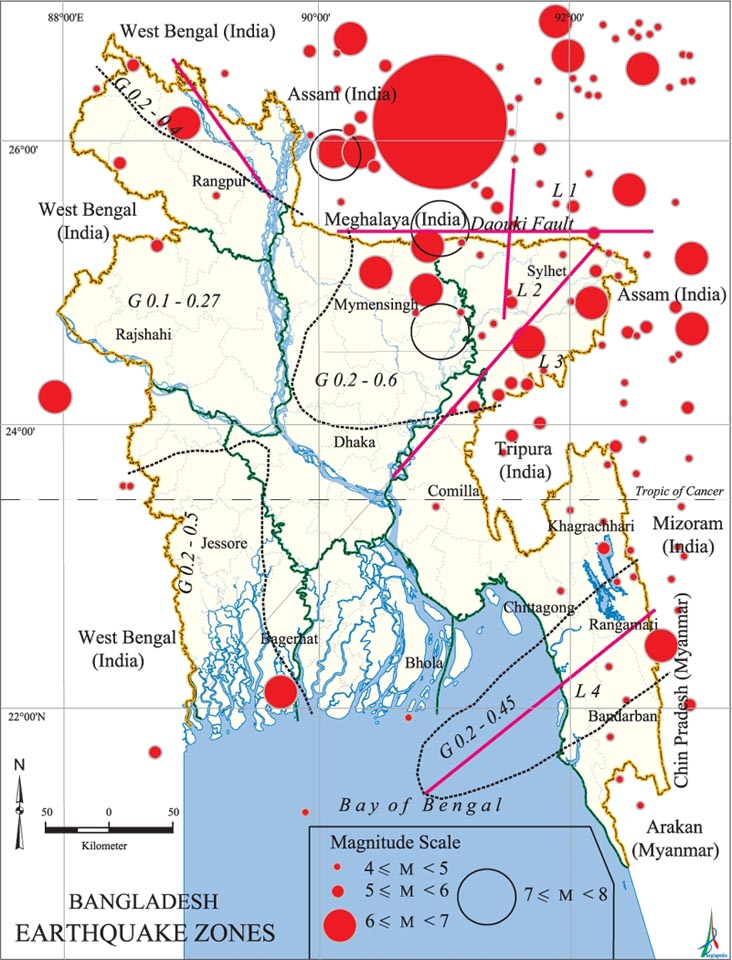 88°00'E
90°00'
92°00'
West Bengal (India)
Assam (India)
G 0.2 - 0.4
26°00'
Rangpur
L 1
West Bengal
(India)
Meghalaya (India)
Daouki Fault
Sylhet
L 2
Assam (India)
G 0.1 - 0.27
Mymensingh
Rajshahi
L 3
G 0.2 - 0.6
24°00'
Dhaka
Tripura
(India)
Comilla
Tropic of Cancer
Khagrachhari
Mizoram
(India)
G 0.2 - 0.5
Jessore
Chittagong
Rangamati
West Bengal
(India)
Bagerhat
Bhola
Chin Pradesh (Myanmar)
L 4
22°00'N
Bandarban
G 0.2 - 0.45
N
Bay of Bengal
50 0 50
Kilometer
Arakan
(Myanmar)
Magnitude Scale
4 ⩽ M < 5
5 ⩽ M < 6
6 ⩽ M < 7
7 ⩽ M < 8
BANGLADESH
EARTHQUAKE ZONES